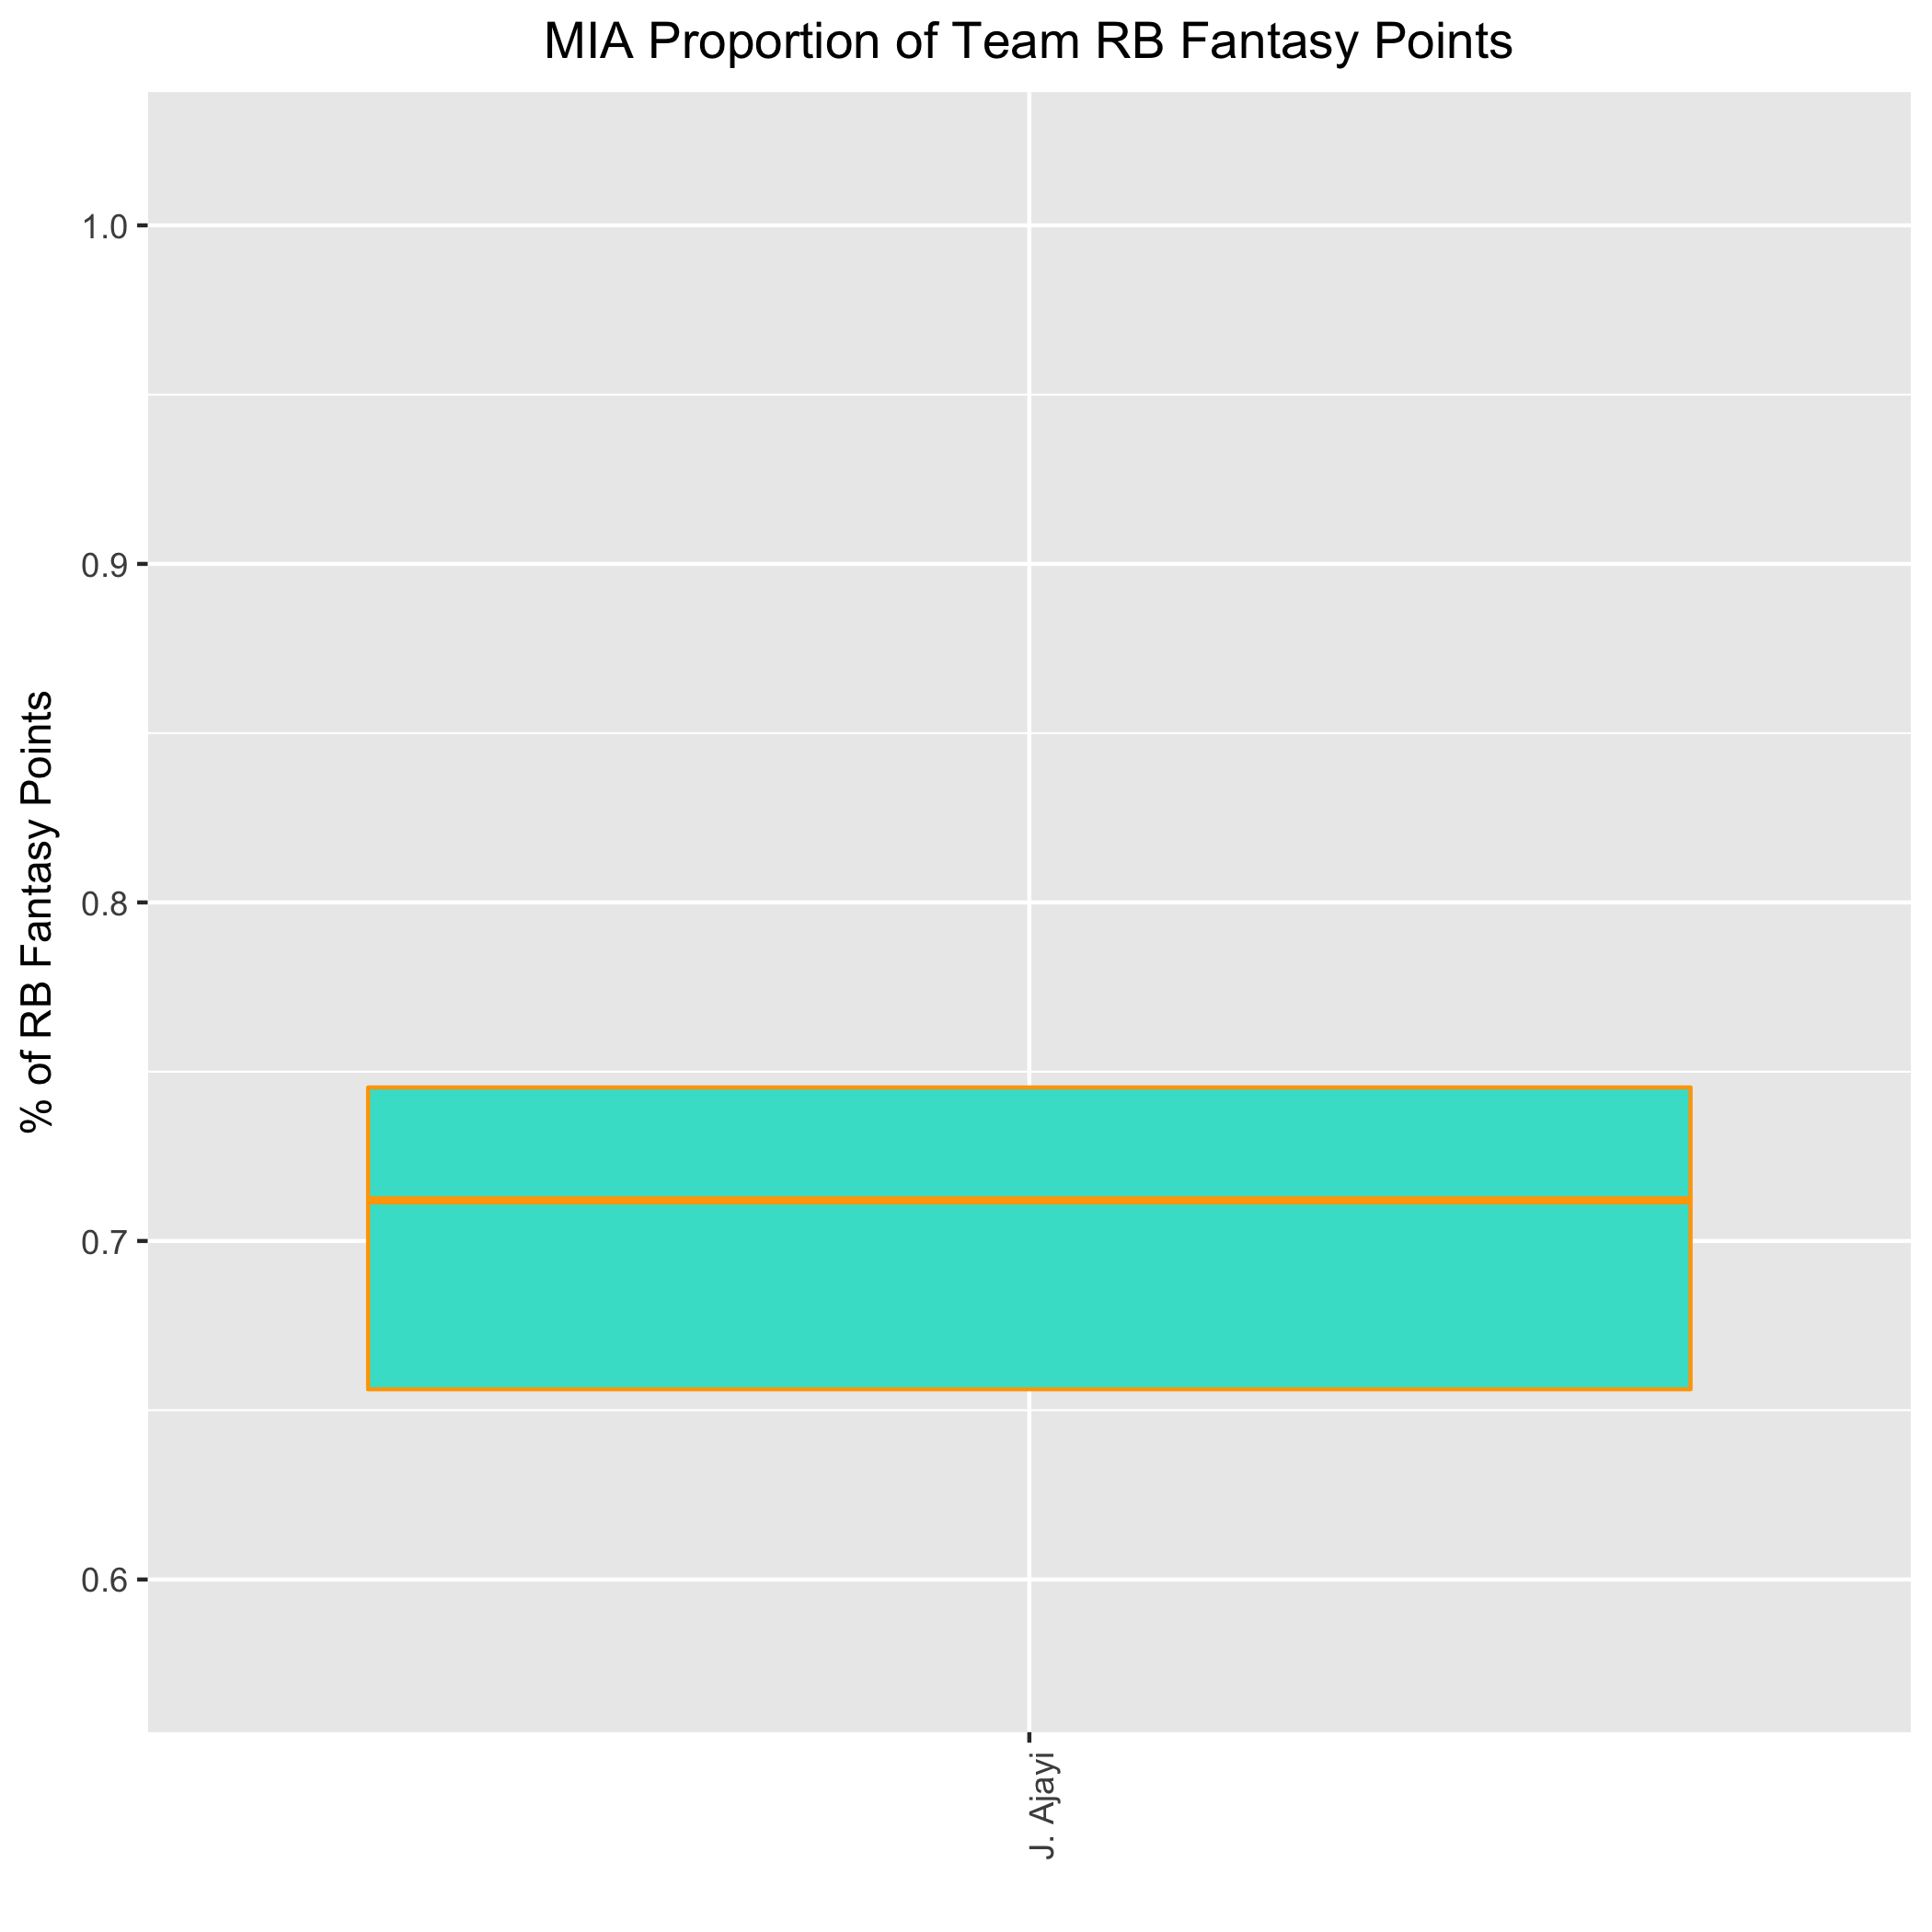 MIA Proportion of Team RB Fantasy Points
% of RB Fantasy Points
1.0
0.9
0.8
0.7
0.6
J. Ajayi